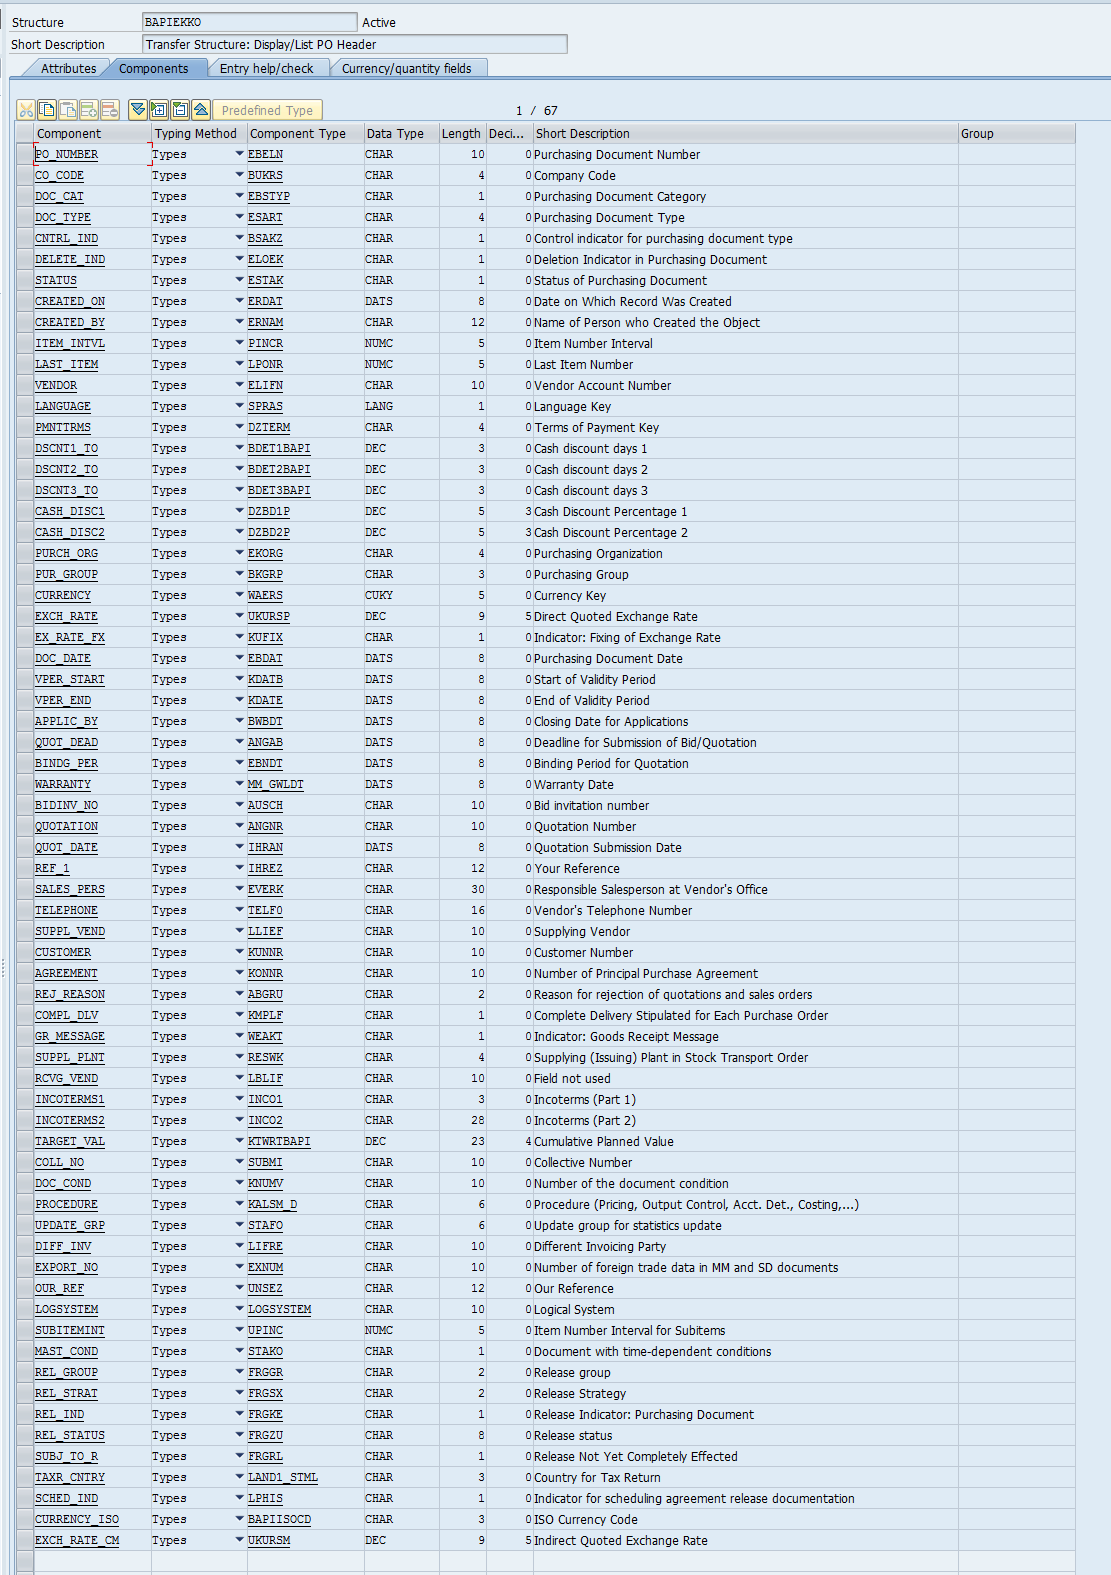 Structure BAPIEKKO Active
Short Description Transfer Structure: Display/List PO Header
Attributes Components Entry help/check Currency/quantity fields
Predefined Type 1 / 67
Component Typing Method Component Type Data Type Length Deci... Short Description Group
PO_NUMBER Types EBELN CHAR 10 0 Purchasing Document Number
CO_CODE Types BUKRS CHAR 4 0 Company Code
DOC_CAT Types EBSTYP CHAR 1 0 Purchasing Document Category
DOC_TYPE Types ESART CHAR 4 0 Purchasing Document Type
CNTRL_IND Types BSAKZ CHAR 1 0 Control indicator for purchasing document type
DELETE_IND Types ELOEK CHAR 1 0 Deletion Indicator in Purchasing Document
STATUS Types ESTAK CHAR 1 0 Status of Purchasing Document
CREATED_ON Types ERDAT DATS 8 0 Date on Which Record Was Created
CREATED_BY Types ERNAM CHAR 12 0 Name of Person who Created the Object
ITEM_INTVL Types PINCR NUMC 5 0 Item Number Interval
LAST_ITEM Types LPONR NUMC 5 0 Last Item Number
VENDOR Types ELIFN CHAR 10 0 Vendor Account Number
LANGUAGE Types SPRAS LANG 1 0 Language Key
PMNTTRMS Types DZTERM CHAR 4 0 Terms of Payment Key
DSCNT1_TO Types BDET1BAPI DEC 3 0 Cash discount days 1
DSCNT2_TO Types BDET2BAPI DEC 3 0 Cash discount days 2
DSCNT3_TO Types BDET3BAPI DEC 3 0 Cash discount days 3
CASH_DISC1 Types DZBD1P DEC 5 3 Cash Discount Percentage 1
CASH_DISC2 Types DZBD2P DEC 5 3 Cash Discount Percentage 2
PURCH_ORG Types EKORG CHAR 4 0 Purchasing Organization
PUR_GROUP Types BKGRP CHAR 3 0 Purchasing Group
CURRENCY Types WAERS CUKY 5 0 Currency Key
EXCH_RATE Types UKURSP DEC 9 5 Direct Quoted Exchange Rate
EX_RATE_FX Types KUFIX CHAR 1 0 Indicator: Fixing of Exchange Rate
DOC_DATE Types EBDAT DATS 8 0 Purchasing Document Date
VPER_START Types KDATB DATS 8 0 Start of Validity Period
VPER_END Types KDATE DATS 8 0 End of Validity Period
APPLIC_BY Types BWBDT DATS 8 0 Closing Date for Applications
QUOT_DEAD Types ANGAB DATS 8 0 Deadline for Submission of Bid/Quotation
BINDG_PER Types EBNDT DATS 8 0 Binding Period for Quotation
WARRANTY Types MM_GWLDT DATS 8 0 Warranty Date
BIDINV_NO Types AUSCH CHAR 10 0 Bid invitation number
QUOTATION Types ANGNR CHAR 10 0 Quotation Number
QUOT_DATE Types IHRAN DATS 8 0 Quotation Submission Date
REF_1 Types IHREZ CHAR 12 0 Your Reference
SALES_PERS Types EVERK CHAR 30 0 Responsible Salesperson at Vendor's Office
TELEPHONE Types TELF0 CHAR 16 0 Vendor's Telephone Number
SUPPL_VEND Types LLIEF CHAR 10 0 Supplying Vendor
CUSTOMER Types KUNNR CHAR 10 0 Customer Number
AGREEMENT Types KONNR CHAR 10 0 Number of Principal Purchase Agreement
REJ_REASON Types ABGRU CHAR 2 0 Reason for rejection of quotations and sales orders
COMPL_DLV Types KMPLF CHAR 1 0 Complete Delivery Stipulated for Each Purchase Order
GR_MESSAGE Types WEAKT CHAR 1 0 Indicator: Goods Receipt Message
SUPPL_PLNT Types RESWK CHAR 4 0 Supplying (Issuing) Plant in Stock Transport Order
RCVG_VEND Types LBLIF CHAR 10 0 Field not used
INCOTERMS1 Types INCO1 CHAR 3 0 Incoterms (Part 1)
INCOTERMS2 Types INCO2 CHAR 28 0 Incoterms (Part 2)
TARGET_VAL Types KTWRTBAPI DEC 23 4 Cumulative Planned Value
COLL_NO Types SUBMI CHAR 10 0 Collective Number
DOC_COND Types KNUMV CHAR 10 0 Number of the document condition
PROCEDURE Types KALSM_D CHAR 6 0 Procedure (Pricing, Output Control, Acct. Det., Costing,...)
UPDATE_GRP Types STAFO CHAR 6 0 Update group for statistics update
DIFF_INV Types LIFRE CHAR 10 0 Different Invoicing Party
EXPORT_NO Types EXNUM CHAR 10 0 Number of foreign trade data in MM and SD documents
OUR_REF Types UNSEZ CHAR 12 0 Our Reference
LOGSYSTEM Types LOGSYSTEM CHAR 10 0 Logical System
SUBITEMINT Types UPINC NUMC 5 0 Item Number Interval for Subitems
MAST_COND Types STAKO CHAR 1 0 Document with time-dependent conditions
REL_GROUP Types FRGGR CHAR 2 0 Release group
REL_STRAT Types FRGSX CHAR 2 0 Release Strategy
REL_IND Types FRGKE CHAR 1 0 Release Indicator: Purchasing Document
REL_STATUS Types FRGZU CHAR 8 0 Release status
SUBJ_TO_R Types FRGRL CHAR 1 0 Release Not Yet Completely Effected
TAXR_CNTRY Types LAND1_STML CHAR 3 0 Country for Tax Return
SCHED_IND Types LPHIS CHAR 1 0 Indicator for scheduling agreement release documentation
CURRENCY_ISO Types BAPIISOCD CHAR 3 0 ISO Currency Code
EXCH_RATE_CM Types UKURSM DEC 9 5 Indirect Quoted Exchange Rate